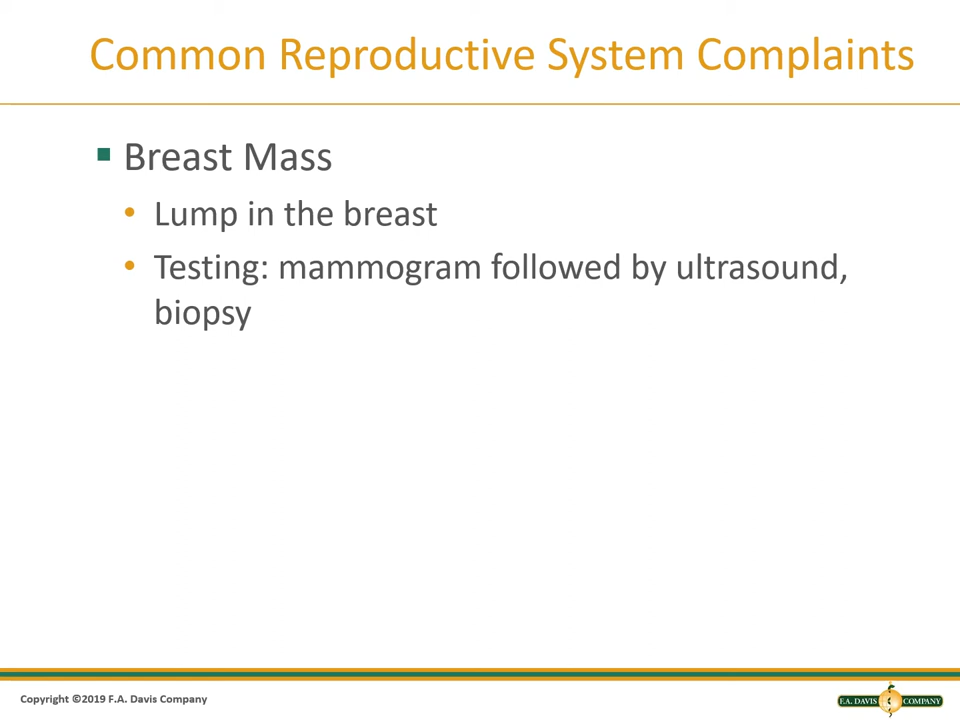 Common Reproductive System Complaints
▪ Breast Mass
• Lump in the breast
• Testing: mammogram followed by ultrasound,
biopsy
Copyright ©2019 F.A. Davis Company
F.A. DAVIS COMPANY